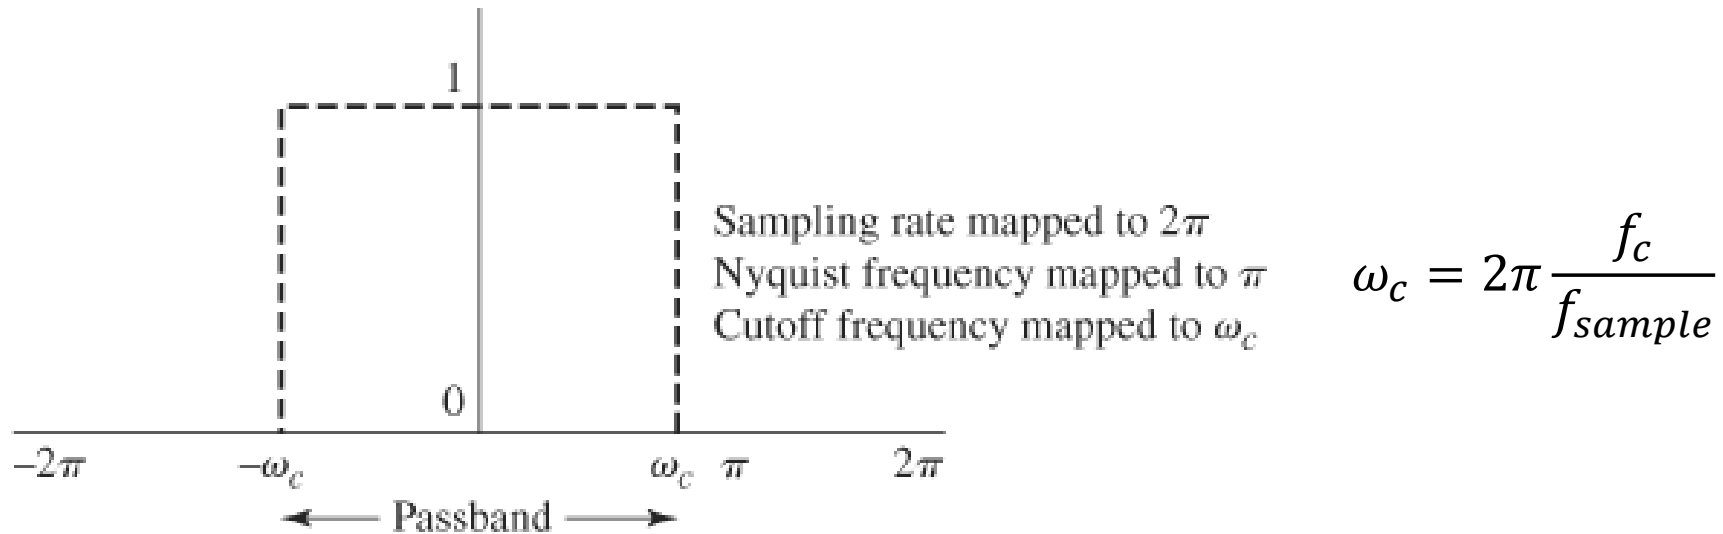 1
Sampling rate mapped to 2π
Nyquist frequency mapped to π
Cutoff frequency mapped to ω_c
ω_c = 2π f_c / f_sample
0
–2π –ω_c ω_c π 2π
Passband